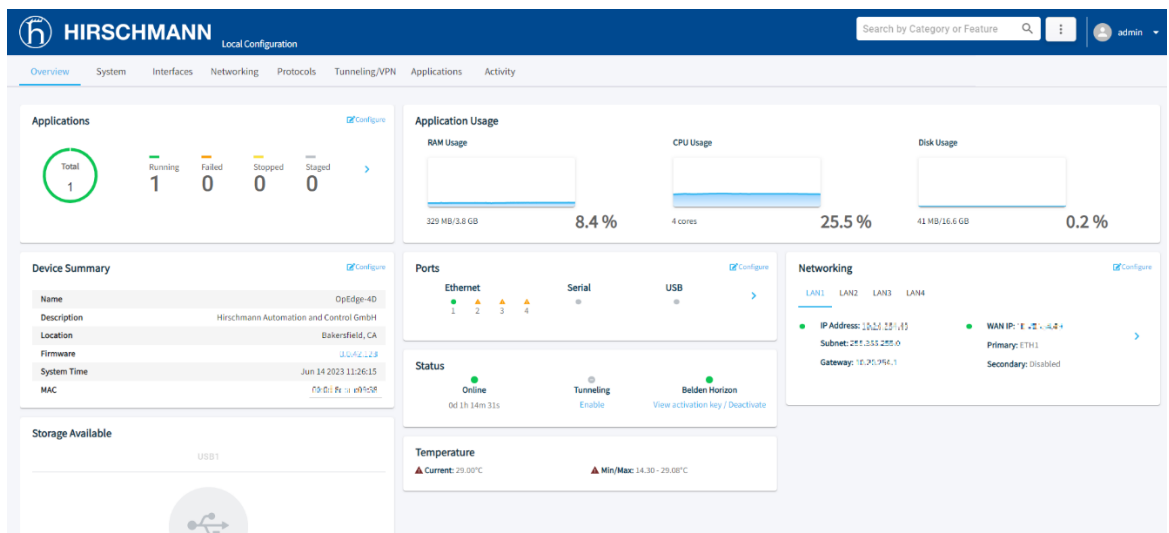 HIRSCHMANN
Local Configuration
Search by Category or Feature
admin
Overview System Interfaces Networking Protocols Tunneling/VPN Applications Activity
Applications
Configure
Total
1
Running Failed Stopped Staged
1 0 0 0
Application Usage
RAM Usage
329 MB/3.8 GB
8.4 %
CPU Usage
4 cores
25.5 %
Disk Usage
41 MB/16.6 GB
0.2 %
Device Summary
Configure
Name OpEdge-4D
Description Hirschmann Automation and Control GmbH
Location Bakersfield, CA
Firmware
System Time Jun 14 2023 11:26:15
MAC
Ports
Configure
Ethernet Serial USB
1 2 3 4
Networking
Configure
LAN1 LAN2 LAN3 LAN4
IP Address:
Subnet:
Gateway:
WAN IP:
Primary: ETH1
Secondary: Disabled
Status
Online Tunneling Belden Horizon
0d 1h 14m 31s Enable View activation key / Deactivate
Temperature
Current: 29.00°C Min/Max: 14.30 - 29.08°C
Storage Available
USB1